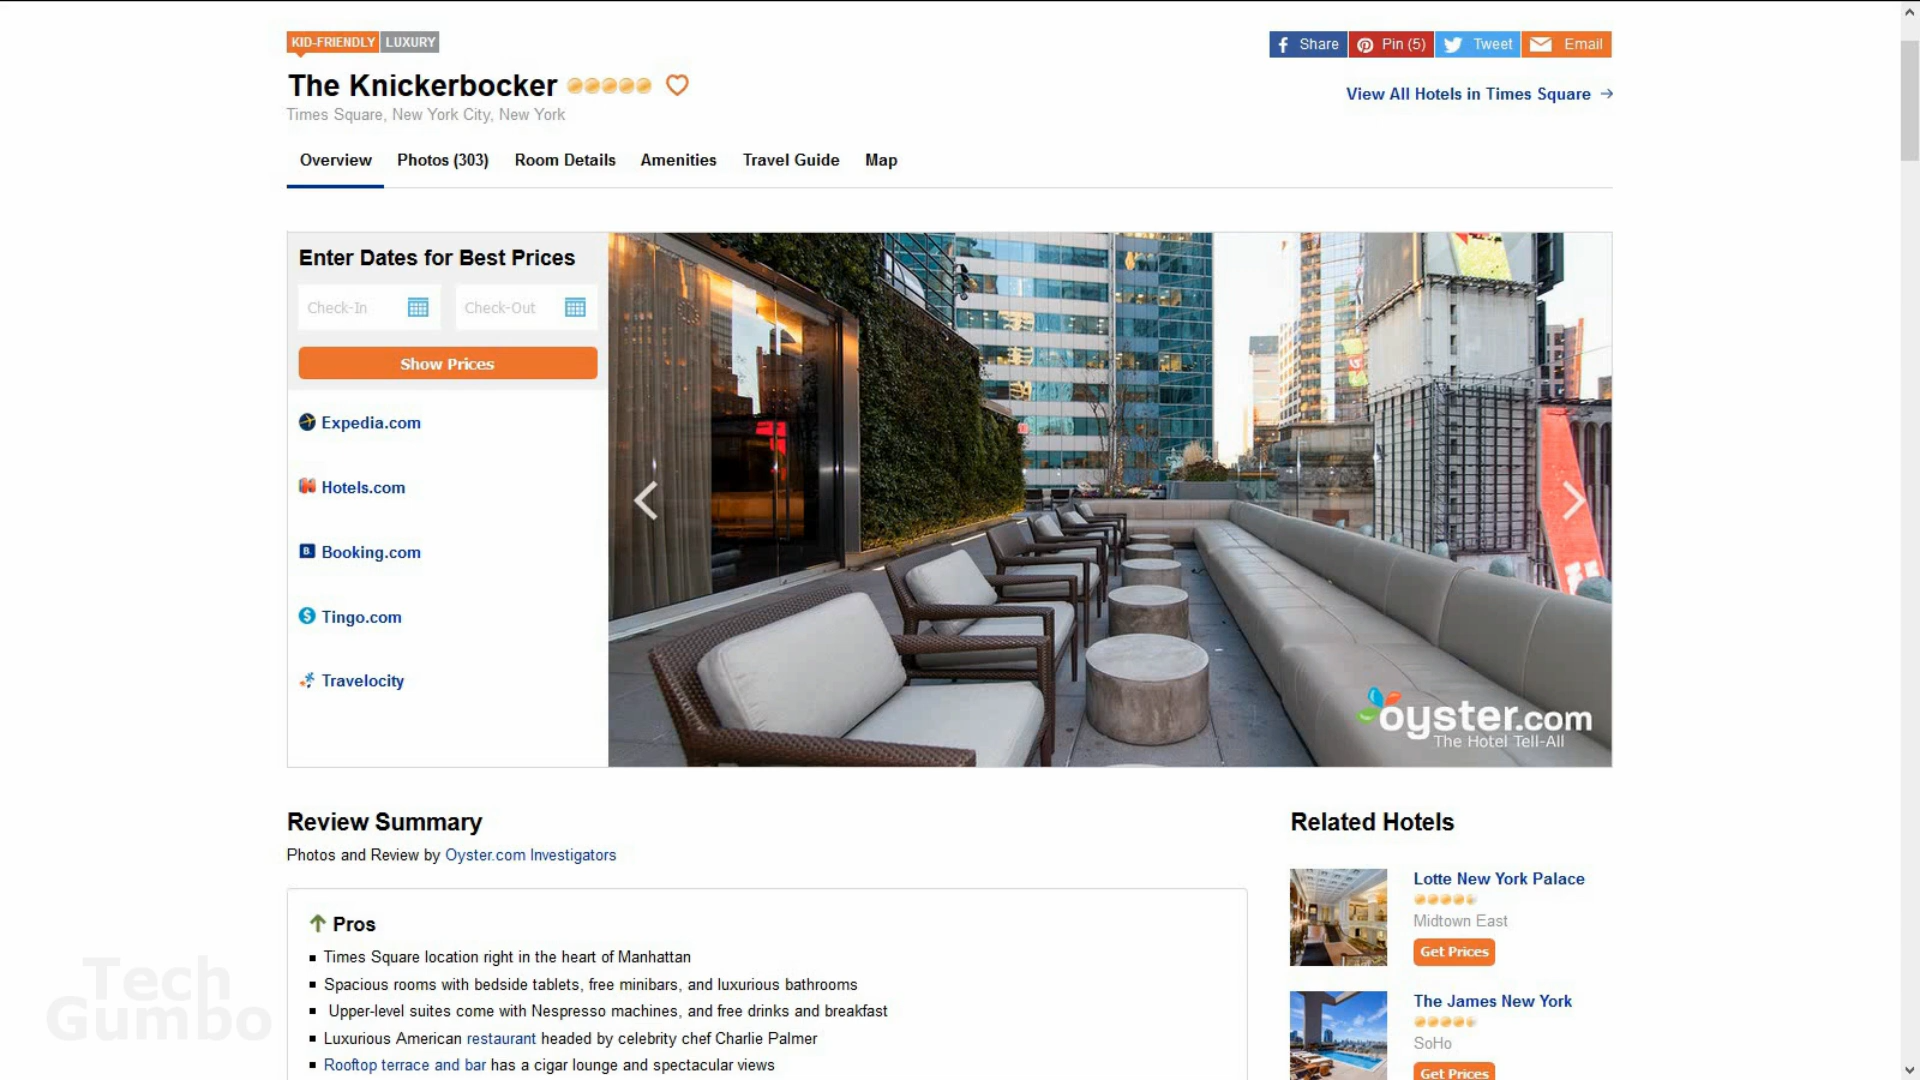 KID-FRIENDLY LUXURY
Share Pin (5) Tweet Email
The Knickerbocker
Times Square, New York City, New York
View All Hotels in Times Square →
Overview Photos (303) Room Details Amenities Travel Guide Map
Enter Dates for Best Prices
Check-In Check-Out
Show Prices
Expedia.com
Hotels.com
Booking.com
Tingo.com
Travelocity
oyster.com
The Hotel Tell-All
Review Summary
Photos and Review by Oyster.com Investigators
Pros
Times Square location right in the heart of Manhattan
Spacious rooms with bedside tablets, free minibars, and luxurious bathrooms
Upper-level suites come with Nespresso machines, and free drinks and breakfast
Luxurious American restaurant headed by celebrity chef Charlie Palmer
Rooftop terrace and bar has a cigar lounge and spectacular views
Related Hotels
Lotte New York Palace
Midtown East
Get Prices
The James New York
SoHo
Get Prices
Tech
Gumbo